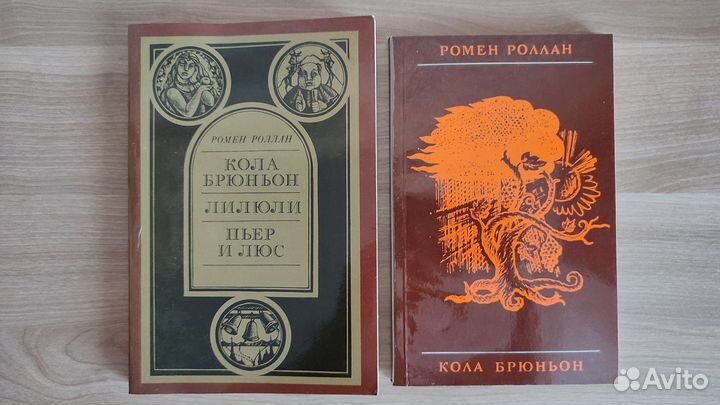 РОМЕН РОЛЛАН
КОЛА
БРЮНЬОН
ЛИЛЮЛИ
ПЬЕР
И ЛЮС
РОМЕН РОЛЛАН
КОЛА БРЮНЬОН
Avito